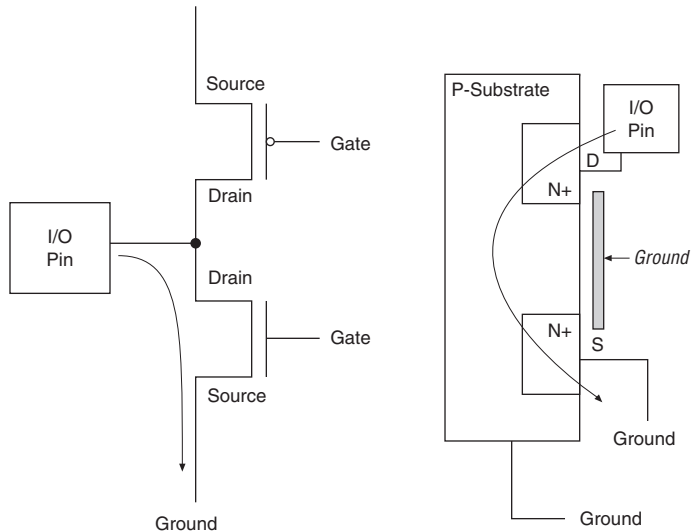 Source
Gate
Drain
I/O
Pin
Drain
Gate
Source
Ground
P-Substrate
I/O
Pin
D
N+
Ground
N+
S
Ground
Ground